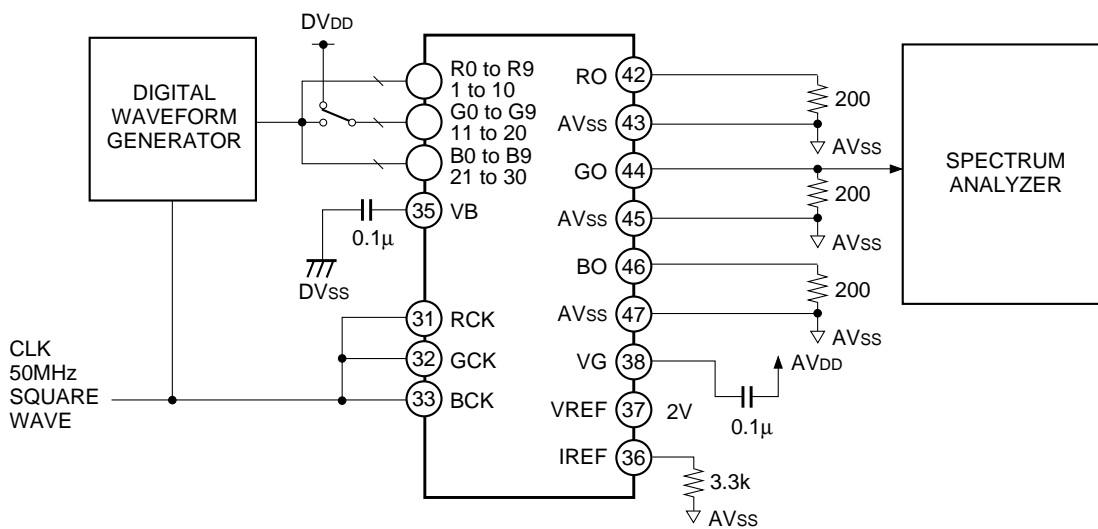 DIGITAL
WAVEFORM
GENERATOR
CLK
50MHz
SQUARE
WAVE
DVDD
R0 to R9
1 to 10
G0 to G9
11 to 20
B0 to B9
21 to 30
35 VB
0.1μ
DVSS
31 RCK
32 GCK
33 BCK
RO 42
AVSS 43
GO 44
AVSS 45
BO 46
AVSS 47
VG 38
VREF 37 2V
IREF 36
200
AVSS
200
AVSS
200
AVSS
AVDD
0.1μ
3.3k
AVSS
SPECTRUM
ANALYZER